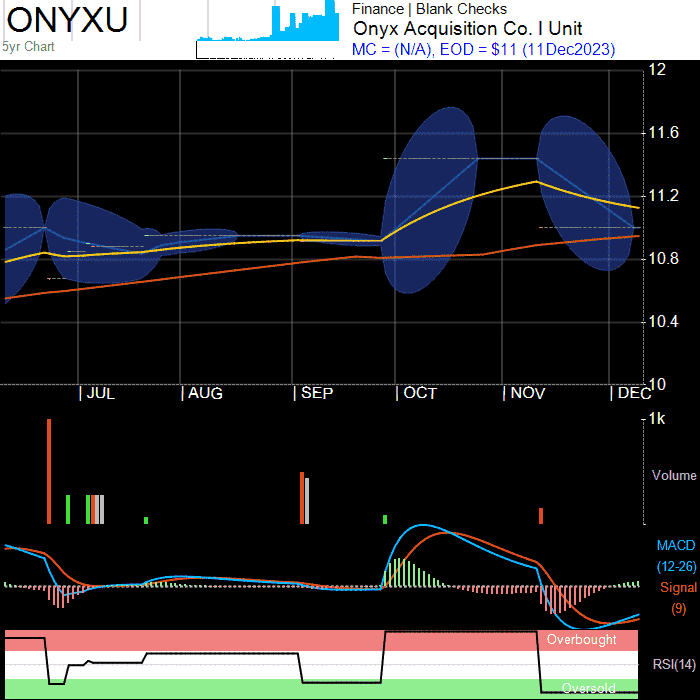 ONYXU
5yr Chart
Finance | Blank Checks
Onyx Acquisition Co. I Unit
MC = (N/A), EOD = $11 (11Dec2023)
12
11.6
11.2
10.8
10.4
10
| JUL | AUG | SEP | OCT | NOV | DEC
1k
Volume
MACD
(12-26)
Signal
(9)
Overbought
RSI(14)
Oversold